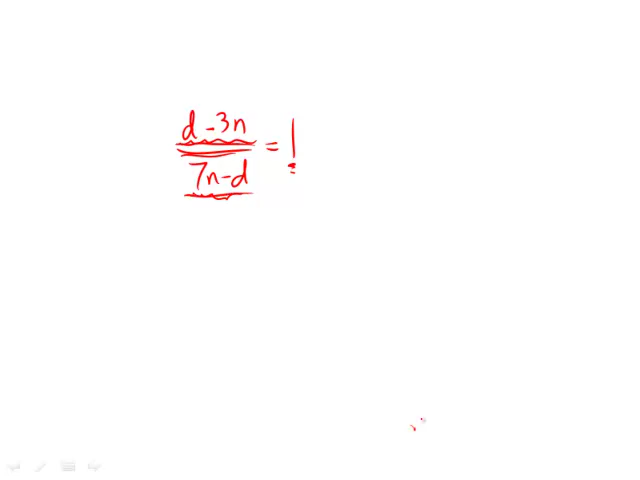 d - 3n
7n - d
= 1